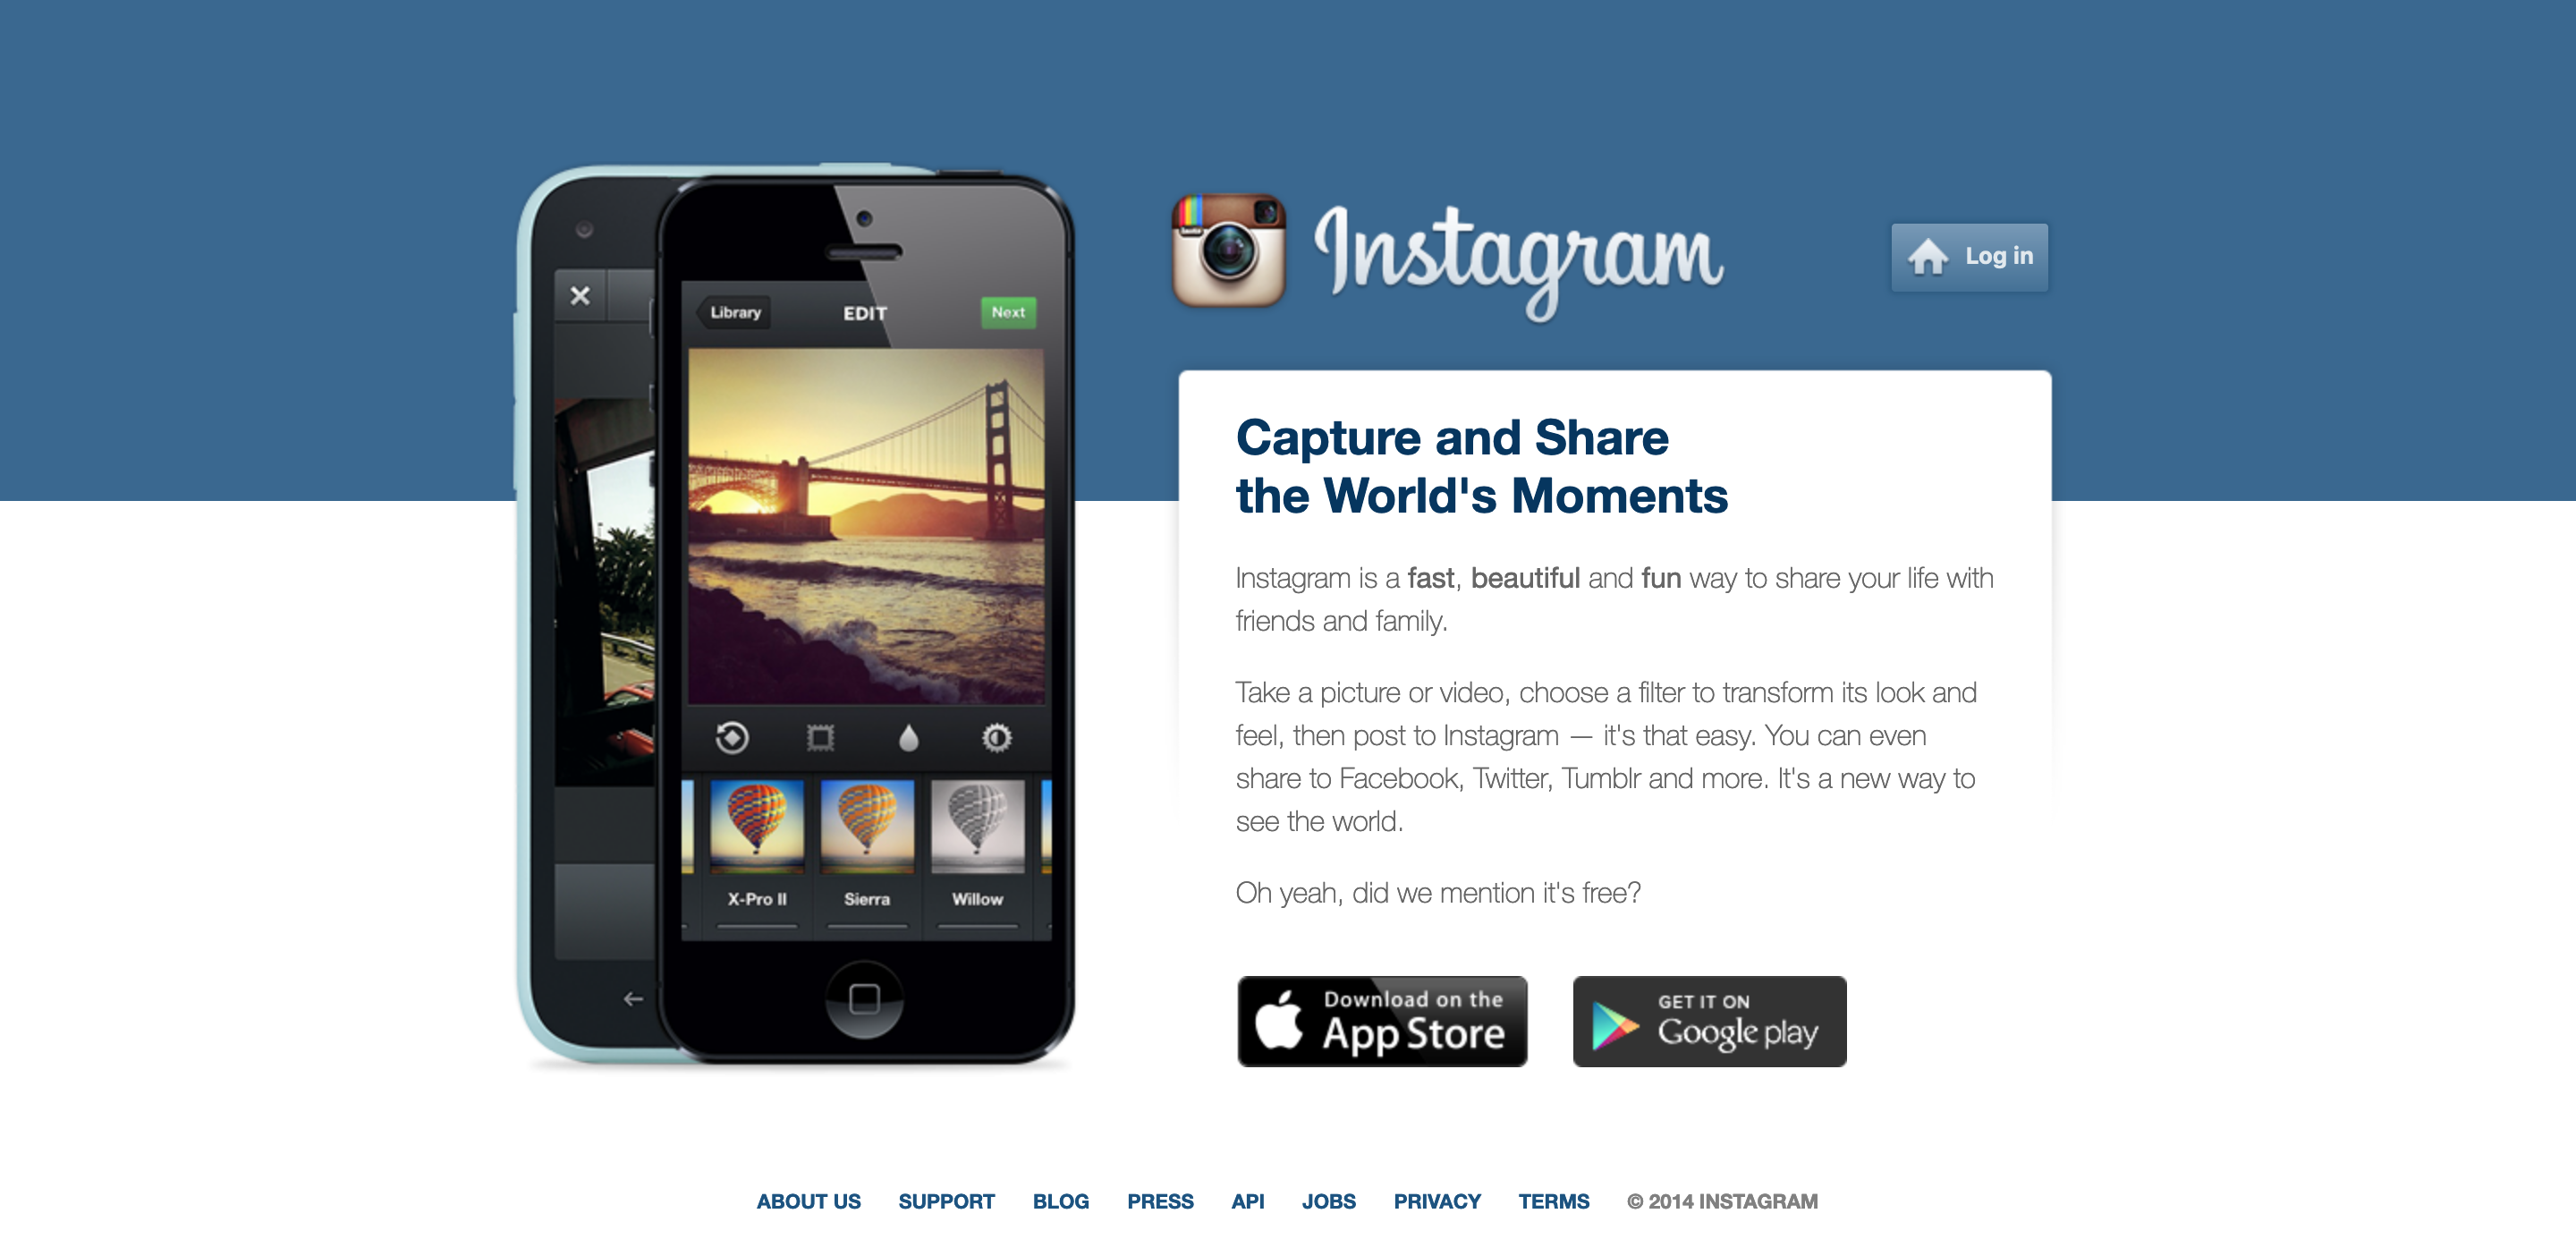 Library
EDIT
Next
X-Pro II
Sierra
Willow
Instagram
Log in
Capture and Share
the World's Moments
Instagram is a fast, beautiful and fun way to share your life with
friends and family.
Take a picture or video, choose a filter to transform its look and
feel, then post to Instagram — it's that easy. You can even
share to Facebook, Twitter, Tumblr and more. It's a new way to
see the world.
Oh yeah, did we mention it's free?
Download on the
App Store
GET IT ON
Google play
ABOUT US SUPPORT BLOG PRESS API JOBS PRIVACY TERMS © 2014 INSTAGRAM